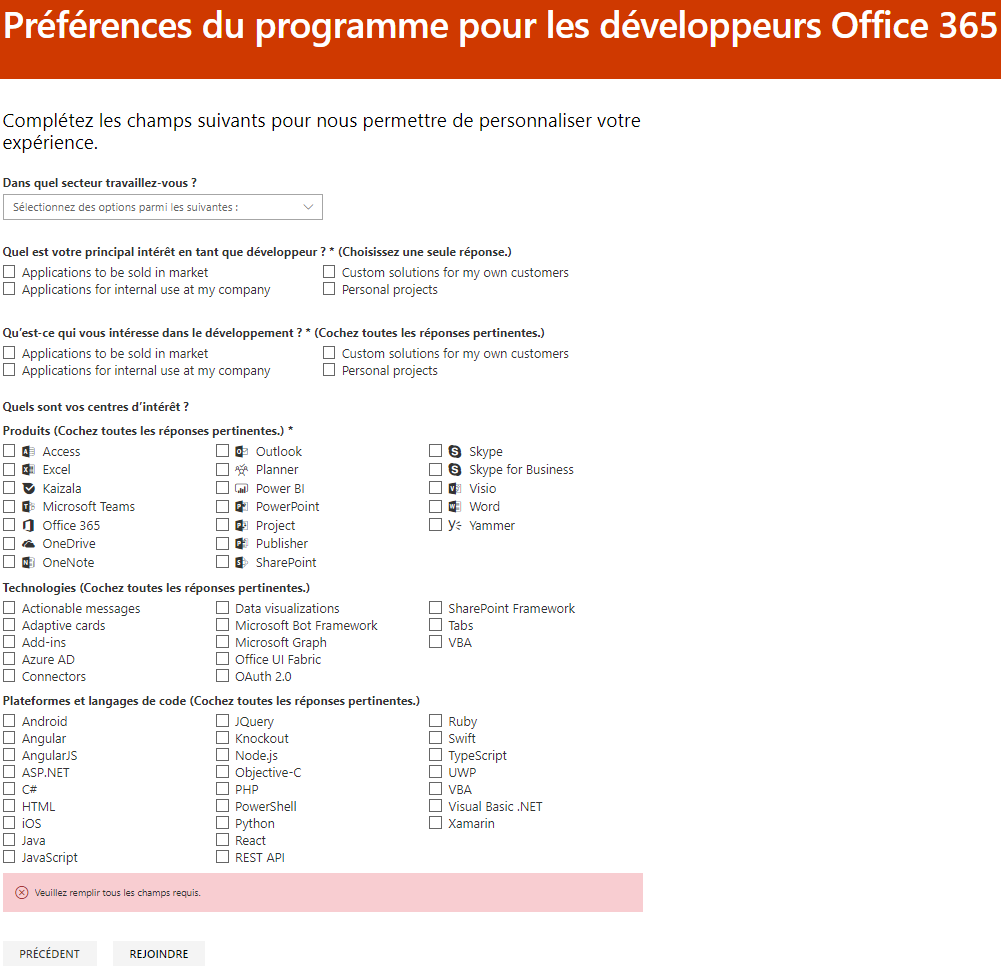 Préférences du programme pour les développeurs Office 365
Complétez les champs suivants pour nous permettre de personnaliser votre
expérience.
Dans quel secteur travaillez-vous ?
Sélectionnez des options parmi les suivantes :
Quel est votre principal intérêt en tant que développeur ? * (Choisissez une seule réponse.)
Applications to be sold in market Custom solutions for my own customers
Applications for internal use at my company Personal projects
Qu’est-ce qui vous intéresse dans le développement ? * (Cochez toutes les réponses pertinentes.)
Applications to be sold in market Custom solutions for my own customers
Applications for internal use at my company Personal projects
Quels sont vos centres d’intérêt ?
Produits (Cochez toutes les réponses pertinentes.) *
Access Outlook Skype
Excel Planner Skype for Business
Kaizala Power BI Visio
Microsoft Teams PowerPoint Word
Office 365 Project Yammer
OneDrive Publisher
OneNote SharePoint
Technologies (Cochez toutes les réponses pertinentes.)
Actionable messages Data visualizations SharePoint Framework
Adaptive cards Microsoft Bot Framework Tabs
Add-ins Microsoft Graph VBA
Azure AD Office UI Fabric
Connectors OAuth 2.0
Plateformes et langages de code (Cochez toutes les réponses pertinentes.)
Android JQuery Ruby
Angular Knockout Swift
AngularJS Node.js TypeScript
ASP.NET Objective-C UWP
C# PHP VBA
HTML PowerShell Visual Basic .NET
iOS Python Xamarin
Java React
JavaScript REST API
Veuillez remplir tous les champs requis.
PRÉCÉDENT REJOINDRE